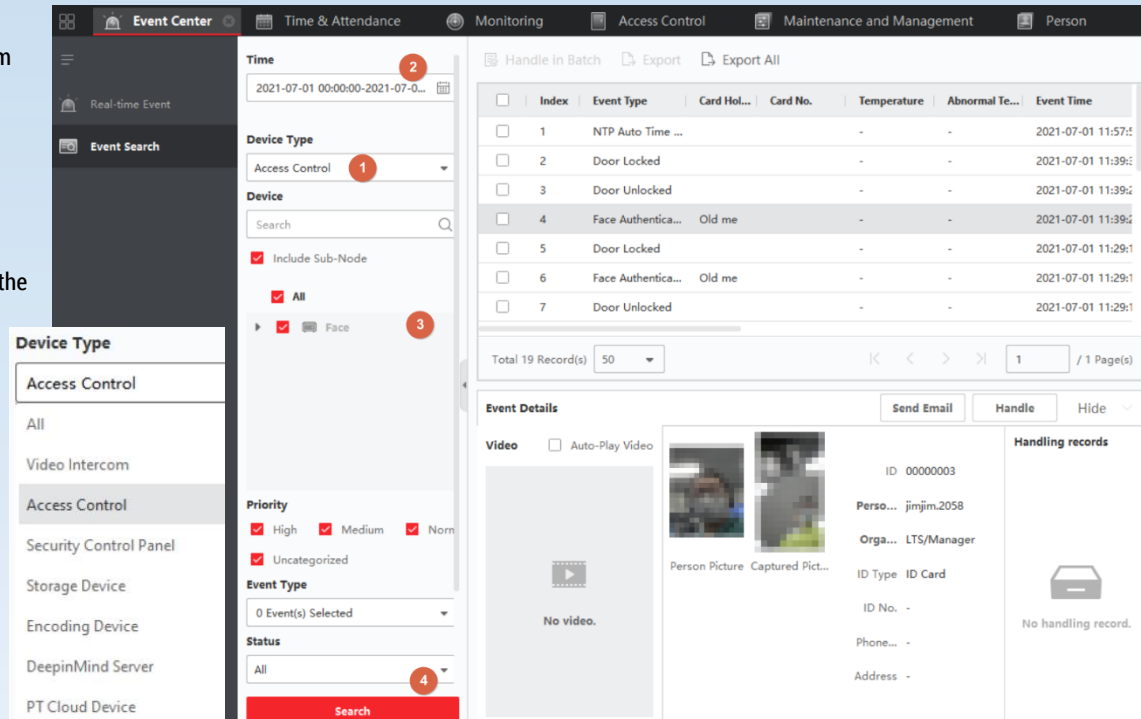 Event Center
Time & Attendance
Monitoring
Access Control
Maintenance and Management
Person
the
Real-time Event
Event Search
Time
2
2021-07-01 00:00:00-2021-07-0...
Device Type
Access Control
1
Device
Search
Include Sub-Node
All
Face
3
Priority
High Medium Norn
Uncategorized
Event Type
0 Event(s) Selected
Status
All
4
Search
Device Type
Access Control
All
Video Intercom
Access Control
Security Control Panel
Storage Device
Encoding Device
DeepinMind Server
PT Cloud Device
Handle in Batch Export Export All
Index Event Type Card Hol... Card No. Temperature Abnormal Te... Event Time
1 NTP Auto Time ... - - 2021-07-01 11:57:5
2 Door Locked - - 2021-07-01 11:39:
3 Door Unlocked - - 2021-07-01 11:39:2
4 Face Authentica... Old me - - 2021-07-01 11:39:2
5 Door Locked - - 2021-07-01 11:29:1
6 Face Authentica... Old me - - 2021-07-01 11:29:1
7 Door Unlocked - - 2021-07-01 11:29:1
Total 19 Record(s) 50 1 / 1 Page(s)
Event Details
Send Email
Handle
Hide
Video Auto-Play Video
No video.
Person Picture Captured Pict...
ID 00000003
Perso... jimjim.2058
Orga... LTS/Manager
ID Type ID Card
ID No. -
Phone... -
Address -
Handling records
No handling record.